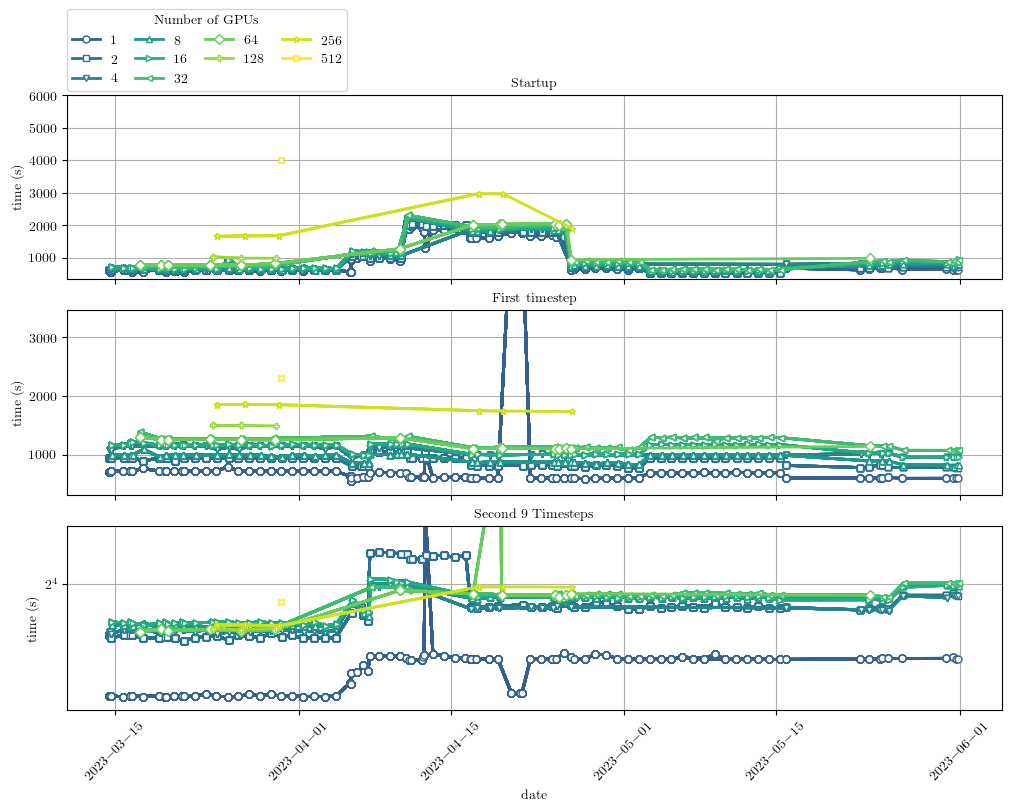 Number of GPUs
1 8 64 256
2 16 128 512
4 32
Startup
6000
5000
4000
3000
2000
1000
time (s)
First timestep
3000
2000
1000
time (s)
Second 9 Timesteps
2⁴
time (s)
2023−03−15 2023−04−01 2023−04−15 2023−05−01 2023−05−15 2023−06−01
date